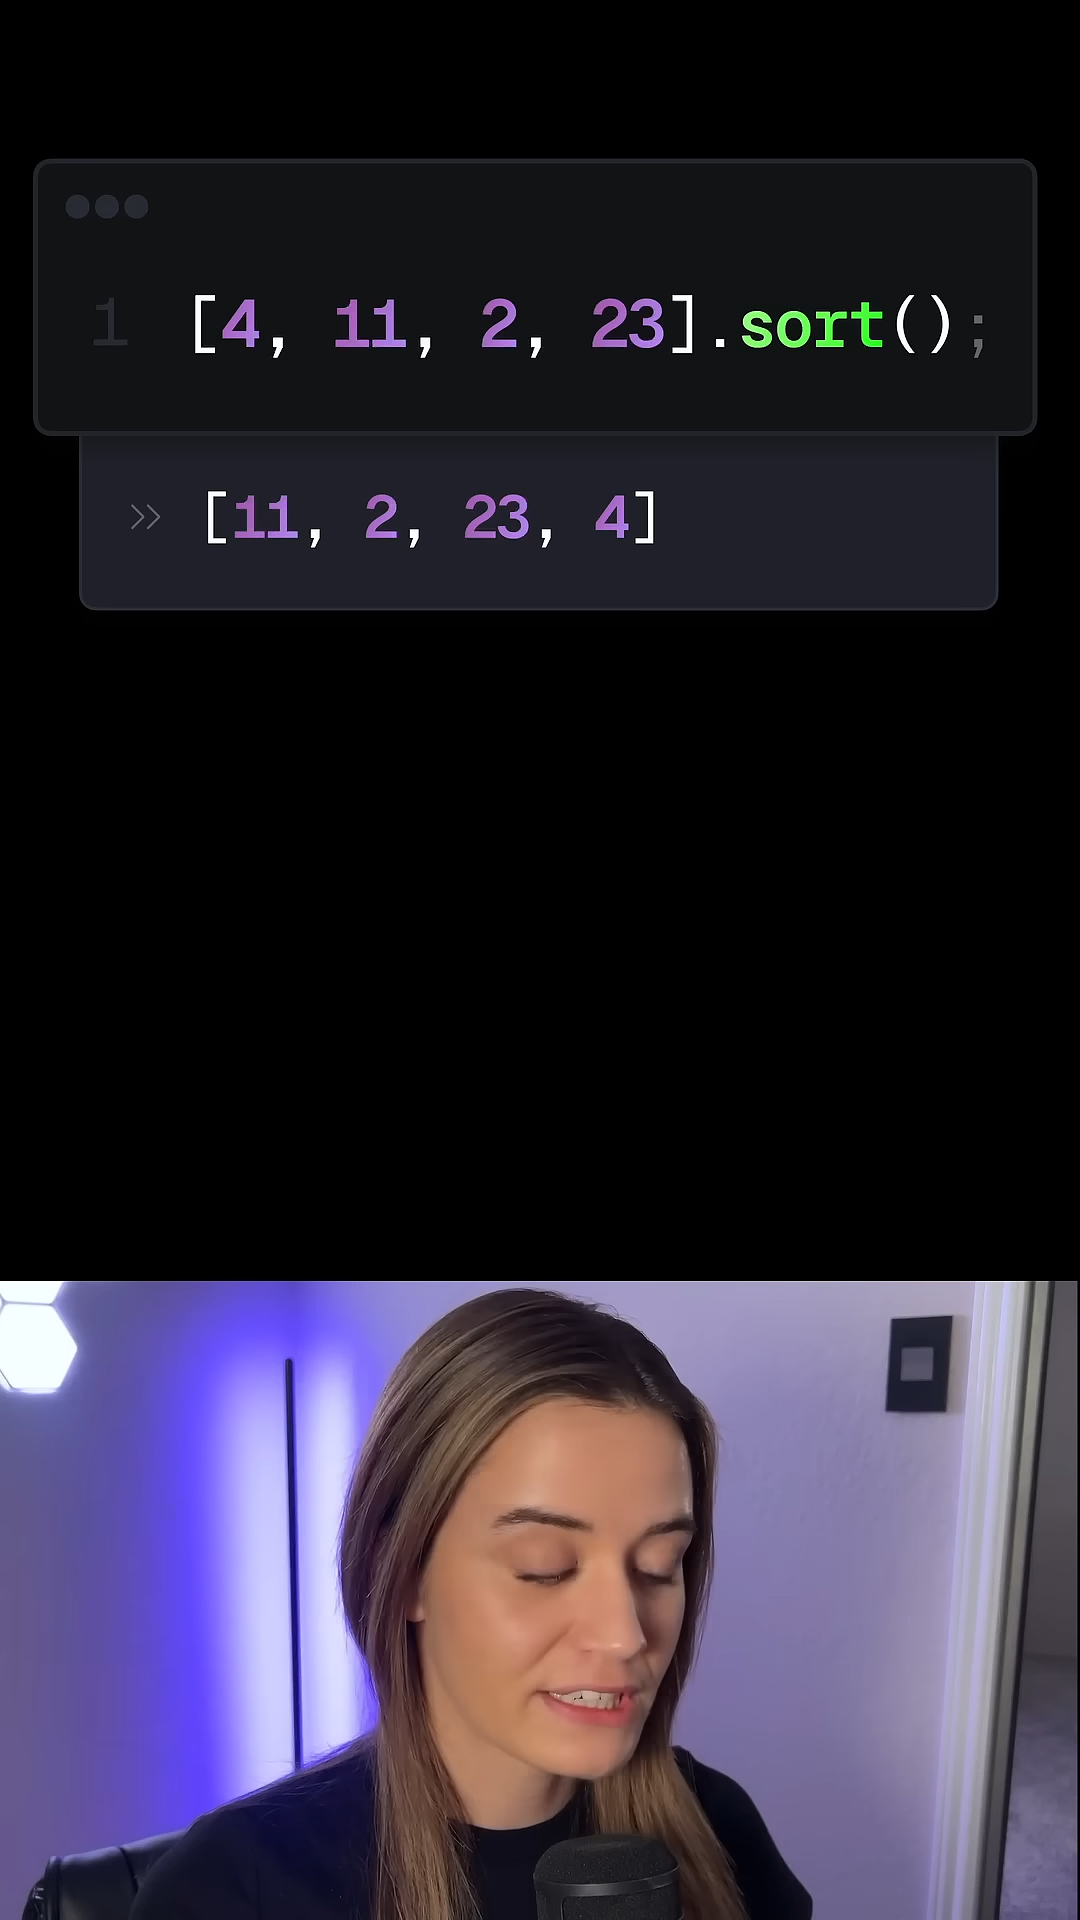 1 [4, 11, 2, 23].sort();
>> [11, 2, 23, 4]